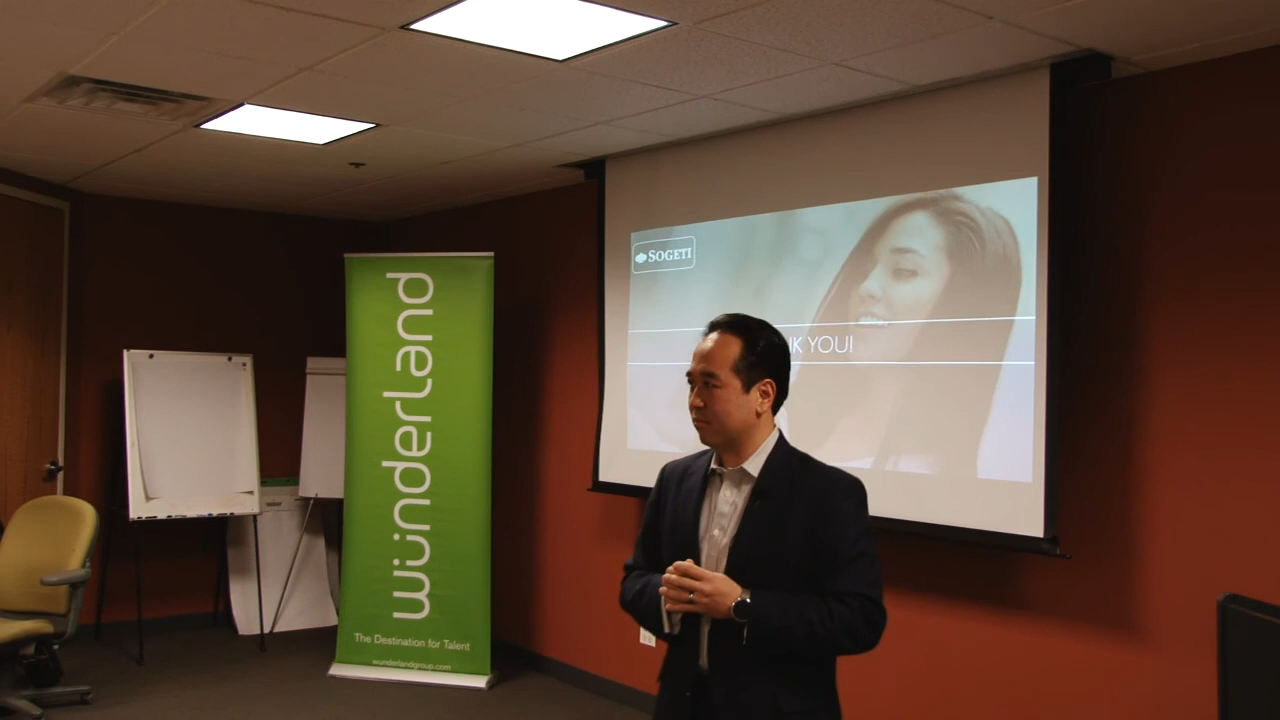 wünderland
The Destination for Talent
wunderlandgroup.com
SOGETI
K YOU!